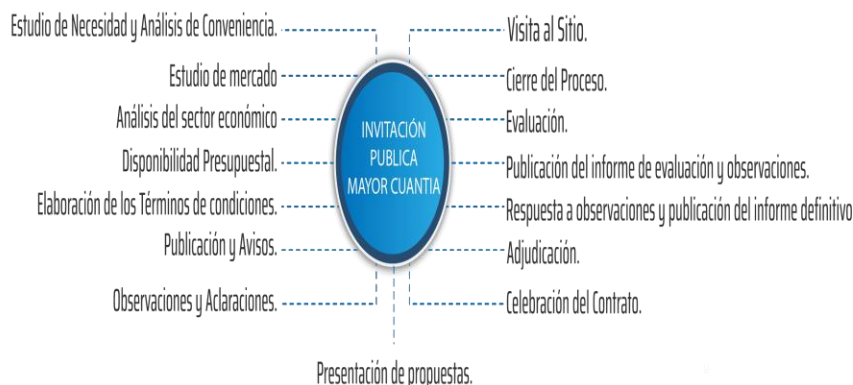 Estudio de Necesidad y Análisis de Conveniencia.
Estudio de mercado
Análisis del sector económico
Disponibilidad Presupuestal.
Elaboración de los Términos de condiciones.
Publicación y Avisos.
Observaciones y Aclaraciones.
INVITACIÓN
PUBLICA
MAYOR CUANTIA
Visita al Sitio.
Cierre del Proceso.
Evaluación.
Publicación del informe de evaluación y observaciones.
Respuesta a observaciones y publicación del informe definitivo
Adjudicación.
Celebración del Contrato.
Presentación de propuestas.